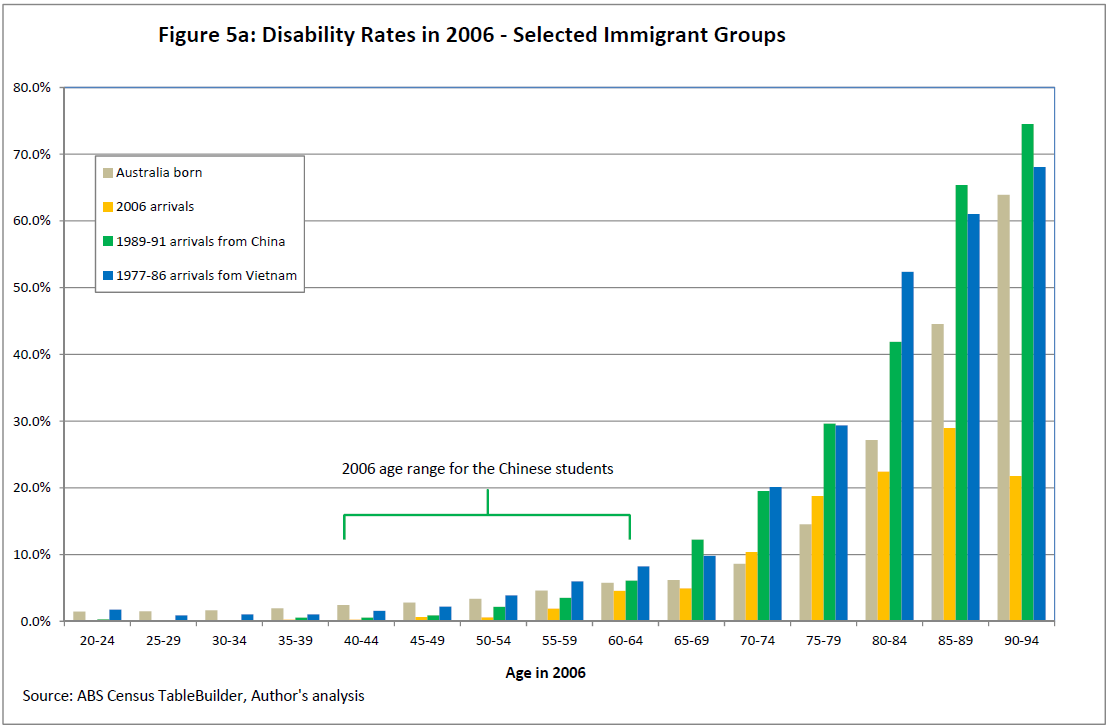 Figure 5a: Disability Rates in 2006 - Selected Immigrant Groups
80.0%
70.0%
60.0%
50.0%
40.0%
30.0%
20.0%
10.0%
0.0%
Australia born
2006 arrivals
1989-91 arrivals from China
1977-86 arrivals fom Vietnam
2006 age range for the Chinese students
20-24 25-29 30-34 35-39 40-44 45-49 50-54 55-59 60-64 65-69 70-74 75-79 80-84 85-89 90-94
Age in 2006
Source: ABS Census TableBuilder, Author's analysis